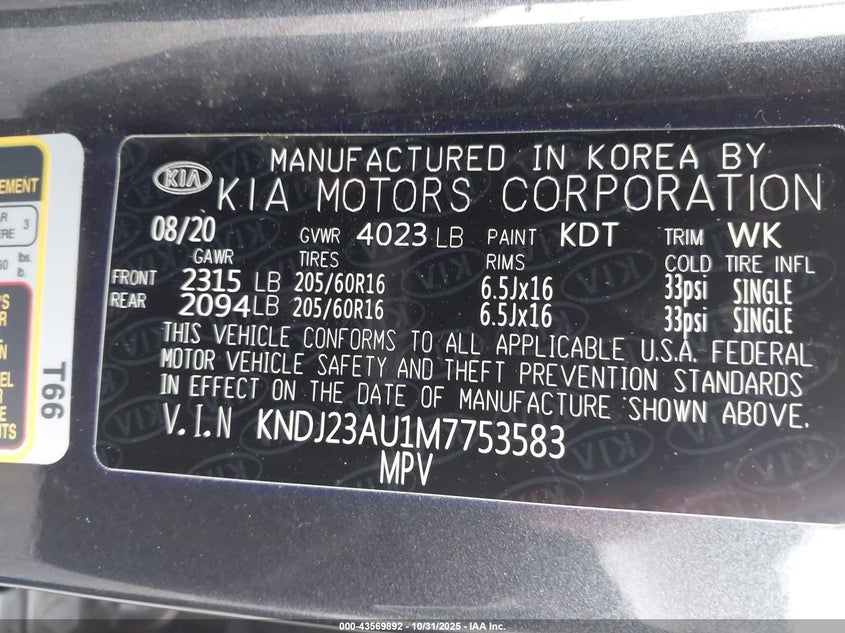 MANUFACTURED IN KOREA BY
KIA KIA MOTORS CORPORATION
08/20 GVWR 4023 LB PAINT KDT TRIM WK
GAWR TIRES RIMS COLD TIRE INFL
FRONT 2315 LB 205/60R16 6.5Jx16 33psi SINGLE
REAR 2094 LB 205/60R16 6.5Jx16 33psi SINGLE
THIS VEHICLE CONFORMS TO ALL APPLICABLE U.S.A. FEDERAL
MOTOR VEHICLE SAFETY AND THEFT PREVENTION STANDARDS
IN EFFECT ON THE DATE OF MANUFACTURE SHOWN ABOVE.
V.I.N KNDJ23AU1M7753583
MPV
T66
000-43569892 - 10/31/2025 - IAA Inc.